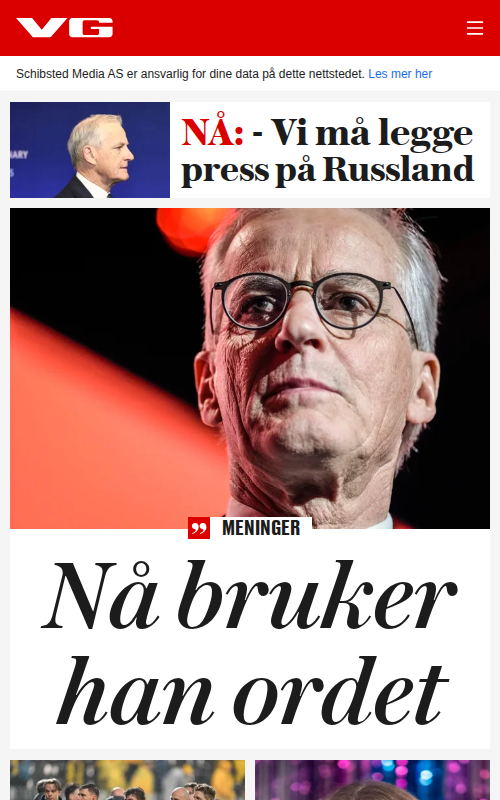 VG
Schibsted Media AS er ansvarlig for dine data på dette nettstedet. Les mer her
NÅ: - Vi må legge
press på Russland
NARY
MENINGER
Nå bruker
han ordet